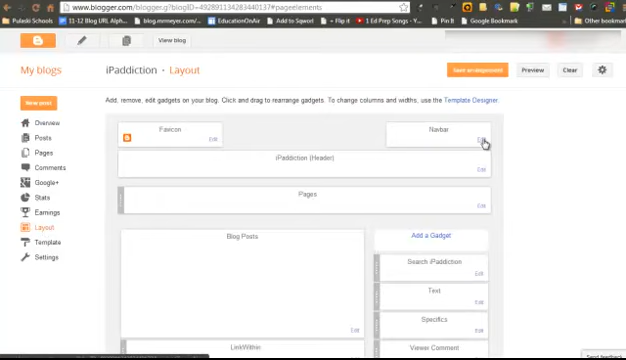 www.blogger.com/blogger.g?blogID=4928911342834440137#pageelements
Pulaski Schools
11-12 Blog URL Alph...
blog.mrmeyer.com/...
EducationOnAir
Add to Sqworl
+ Flip it
1 Ed Prep Songs - Y...
Pin It
Google Bookmark
Other bookmarks
View blog
My blogs
iPaddiction · Layout
Save arrangement
Preview
Clear
New post
Add, remove, edit gadgets on your blog. Click and drag to rearrange gadgets. To change columns and widths, use the Template Designer.
Overview
Posts
Pages
Comments
Google+
Stats
Earnings
Layout
Template
Settings
Favicon
Edit
Navbar
Edit
iPaddiction (Header)
Edit
Pages
Edit
Blog Posts
Edit
LinkWithin
Add a Gadget
Search iPaddiction
Edit
Text
Edit
Specifics
Edit
Viewer Comment
Send feedback